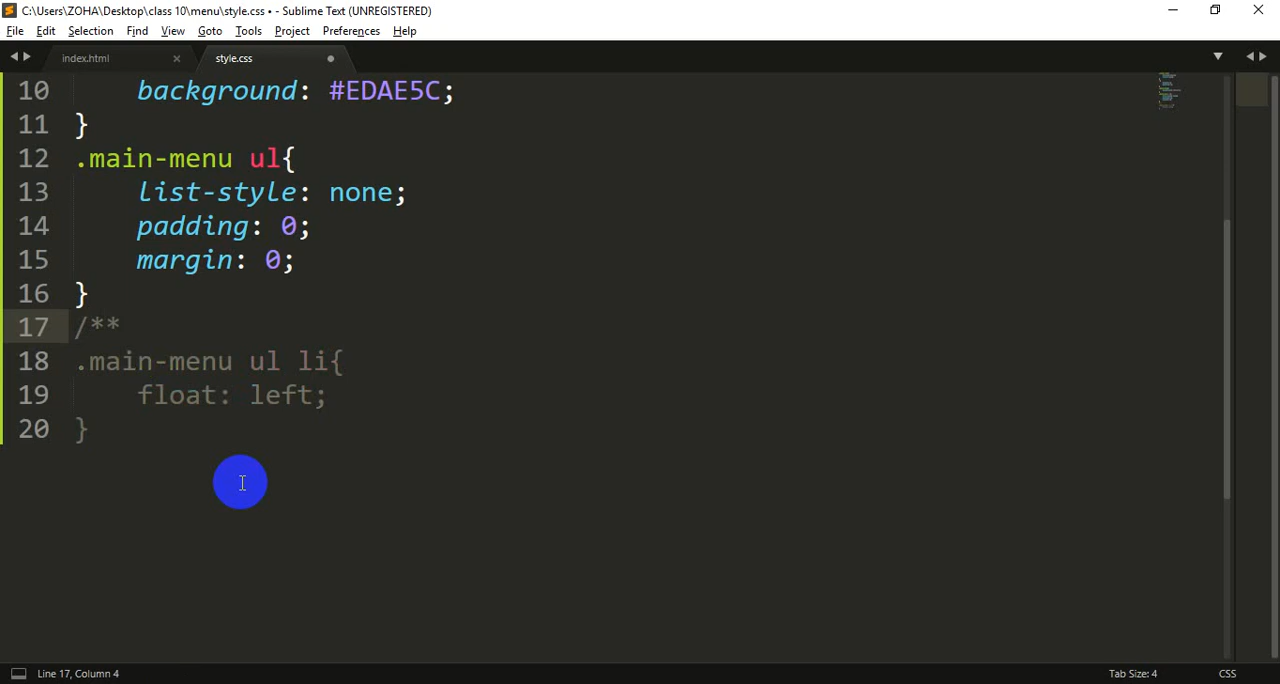 C:\Users\ZOHA\Desktop\class 10\menu\style.css • - Sublime Text (UNREGISTERED)
File Edit Selection Find View Goto Tools Project Preferences Help
index.html × style.css
10 background: #EDAE5C;
11 }
12 .main-menu ul{
13 list-style: none;
14 padding: 0;
15 margin: 0;
16 }
17 /**
18 .main-menu ul li{
19 float: left;
20 }
Line 17, Column 4 Tab Size: 4 CSS